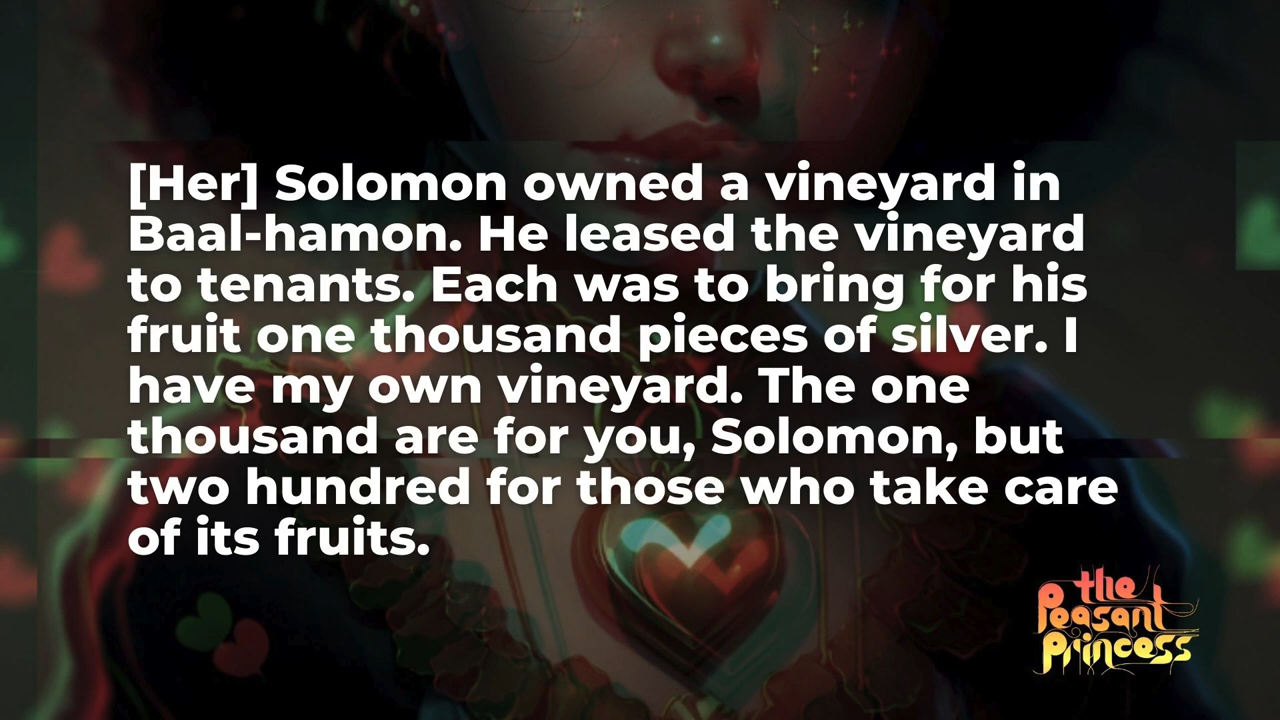 [Her] Solomon owned a vineyard in
Baal-hamon. He leased the vineyard
to tenants. Each was to bring for his
fruit one thousand pieces of silver. I
have my own vineyard. The one
thousand are for you, Solomon, but
two hundred for those who take care
of its fruits.
the
Peasant
Princess